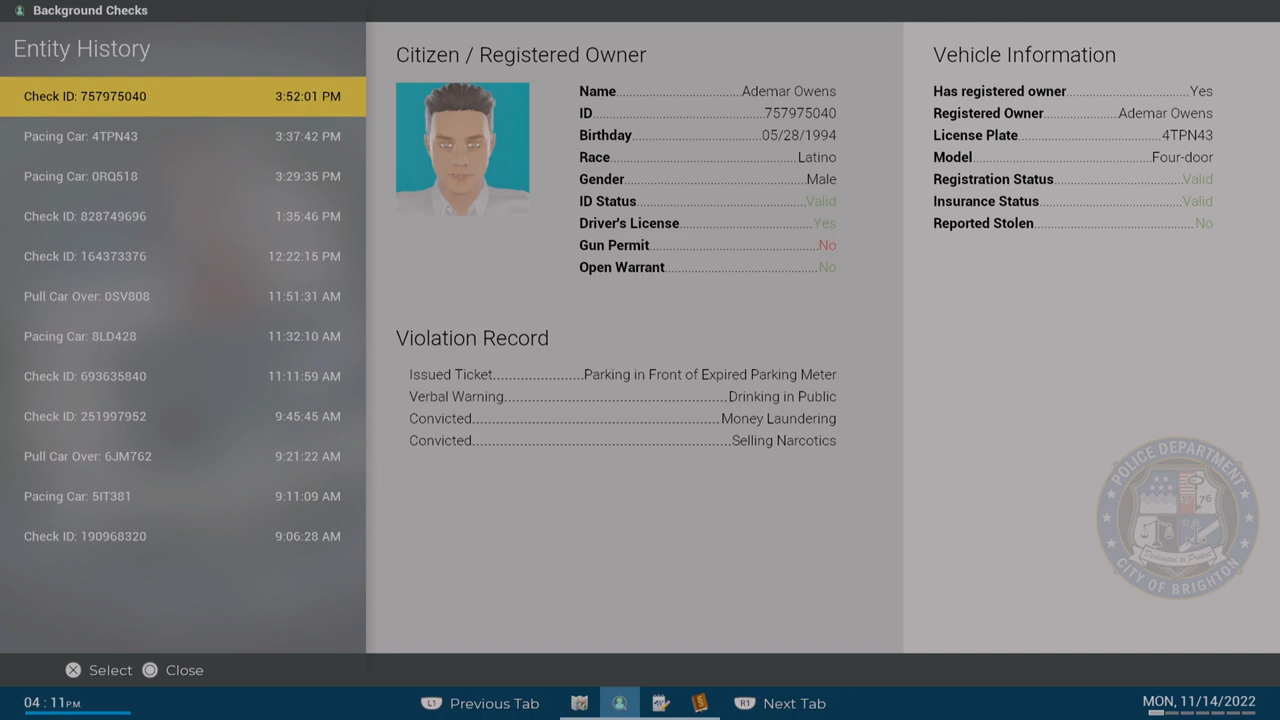 Background Checks
Entity History
Check ID: 757975040 3:52:01 PM
Pacing Car: 4TPN43 3:37:42 PM
Pacing Car: 0RQ518 3:29:35 PM
Check ID: 828749696 1:35:46 PM
Check ID: 164373376 12:22:15 PM
Pull Car Over: 0SV808 11:51:31 AM
Pacing Car: 8LD428 11:32:10 AM
Check ID: 693635840 11:11:59 AM
Check ID: 251997952 9:45:45 AM
Pull Car Over: 6JM762 9:21:22 AM
Pacing Car: 5IT381 9:11:09 AM
Check ID: 190968320 9:06:28 AM
Citizen / Registered Owner
Name Ademar Owens
ID 757975040
Birthday 05/28/1994
Race Latino
Gender Male
ID Status Valid
Driver's License Yes
Gun Permit No
Open Warrant No
Violation Record
Issued Ticket Parking in Front of Expired Parking Meter
Verbal Warning Drinking in Public
Convicted Money Laundering
Convicted Selling Narcotics
Vehicle Information
Has registered owner Yes
Registered Owner Ademar Owens
License Plate 4TPN43
Model Four-door
Registration Status Valid
Insurance Status Valid
Reported Stolen No
POLICE DEPARTMENT
76
Dedicated to Protect
CITY OF BRIGHTON
Select Close
04 : 11 P.M.
L1 Previous Tab
R1 Next Tab
MON, 11/14/2022